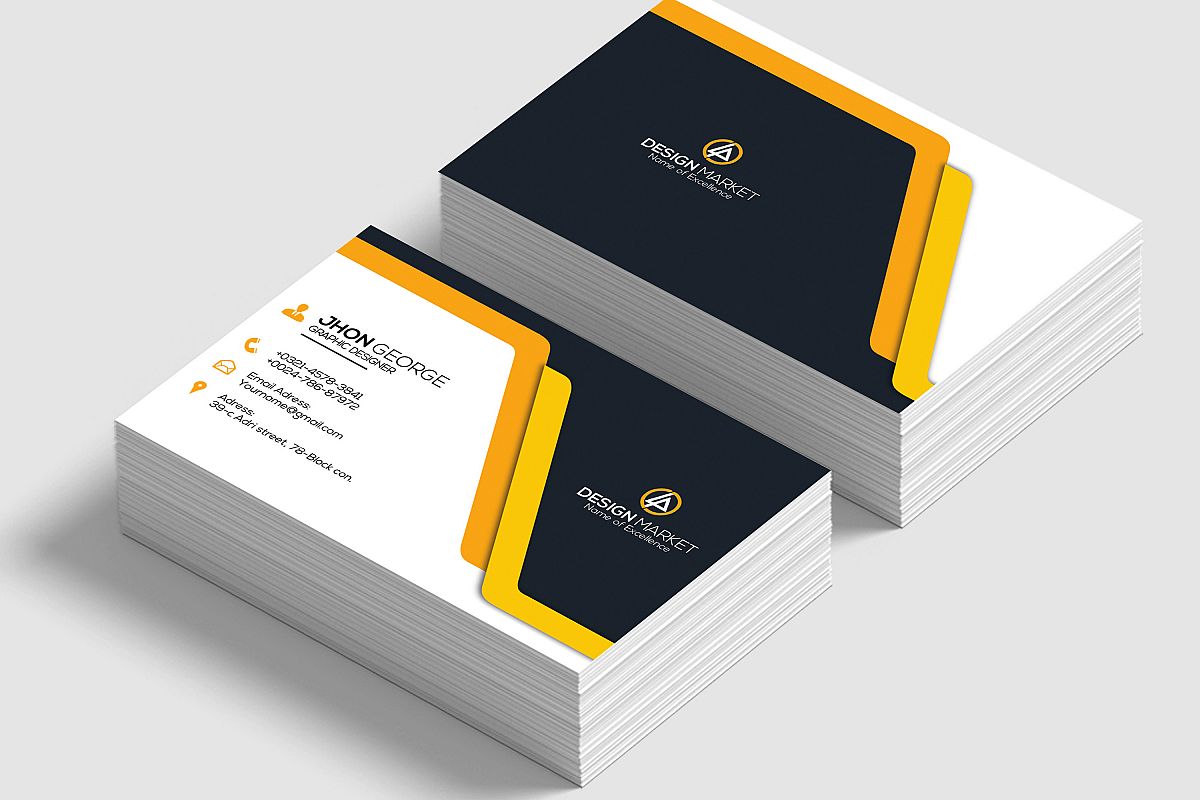 DESIGN MARKET
Name of Excellence
JHON GEORGE
GRAPHIC DESIGNER
+0321-4578-3841
+0024-786-87972
Email Adress:
Yourname@gmail.com
Adress:
39-c Adri street, 78-Block con.
DESIGN MARKET
Name of Excellence